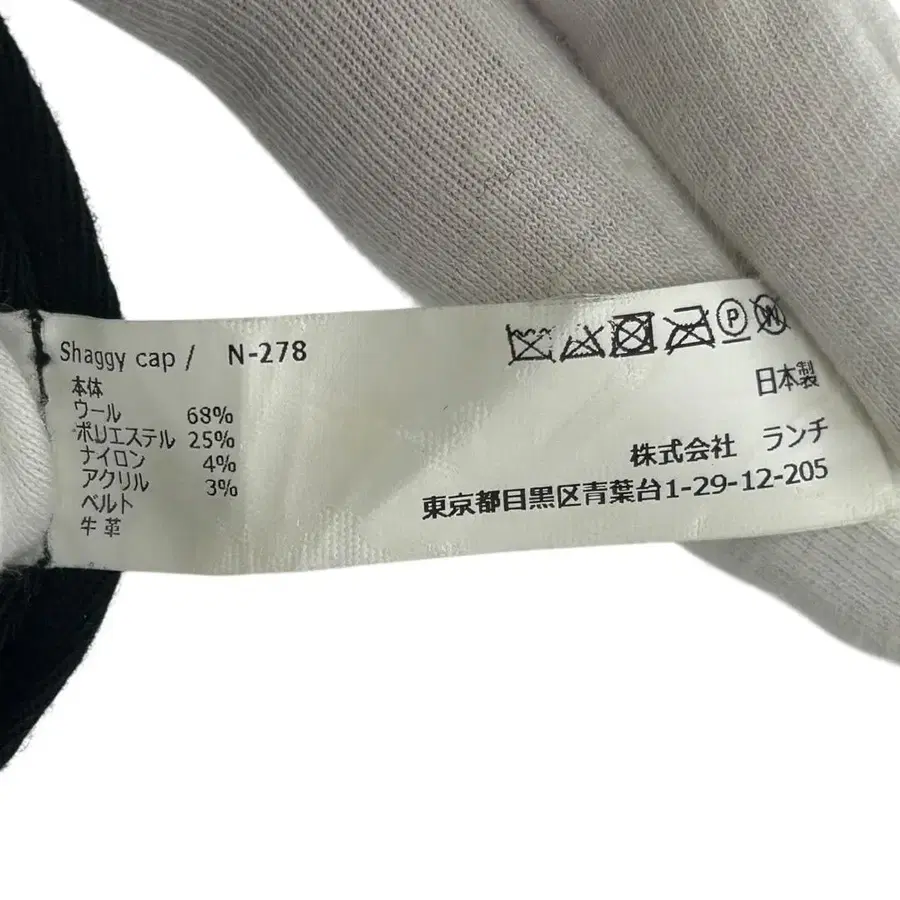 Shaggy cap / N-278
本体
ウール 68%
ポリエステル 25%
ナイロン 4%
アクリル 3%
ベルト
牛革
P W
日本製
株式会社 ランチ
東京都目黒区青葉台1-29-12-205